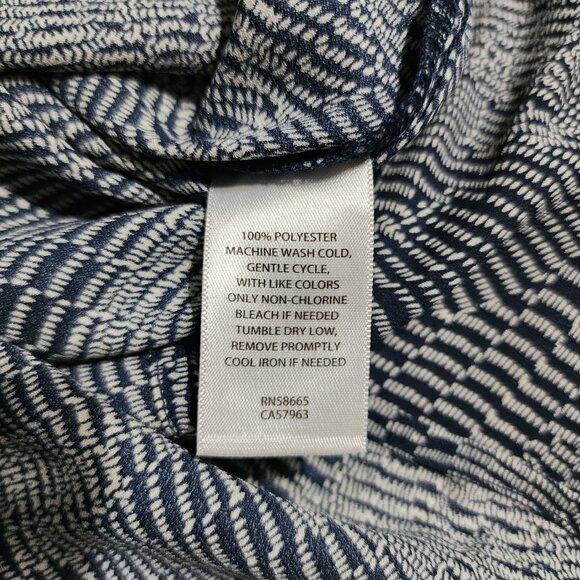 100% POLYESTER
MACHINE WASH COLD,
GENTLE CYCLE,
WITH LIKE COLORS
ONLY NON-CHLORINE
BLEACH IF NEEDED
TUMBLE DRY LOW,
REMOVE PROMPTLY
COOL IRON IF NEEDED
RN58665
CA57963